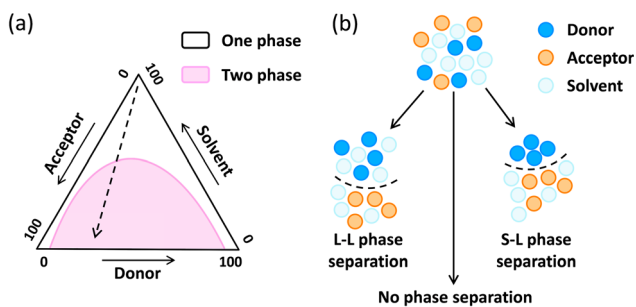 (a)
One phase
Two phase
0
100
Acceptor
Solvent
100
0
0
100
Donor
(b)
Donor
Acceptor
Solvent
L-L phase
separation
S-L phase
separation
No phase separation